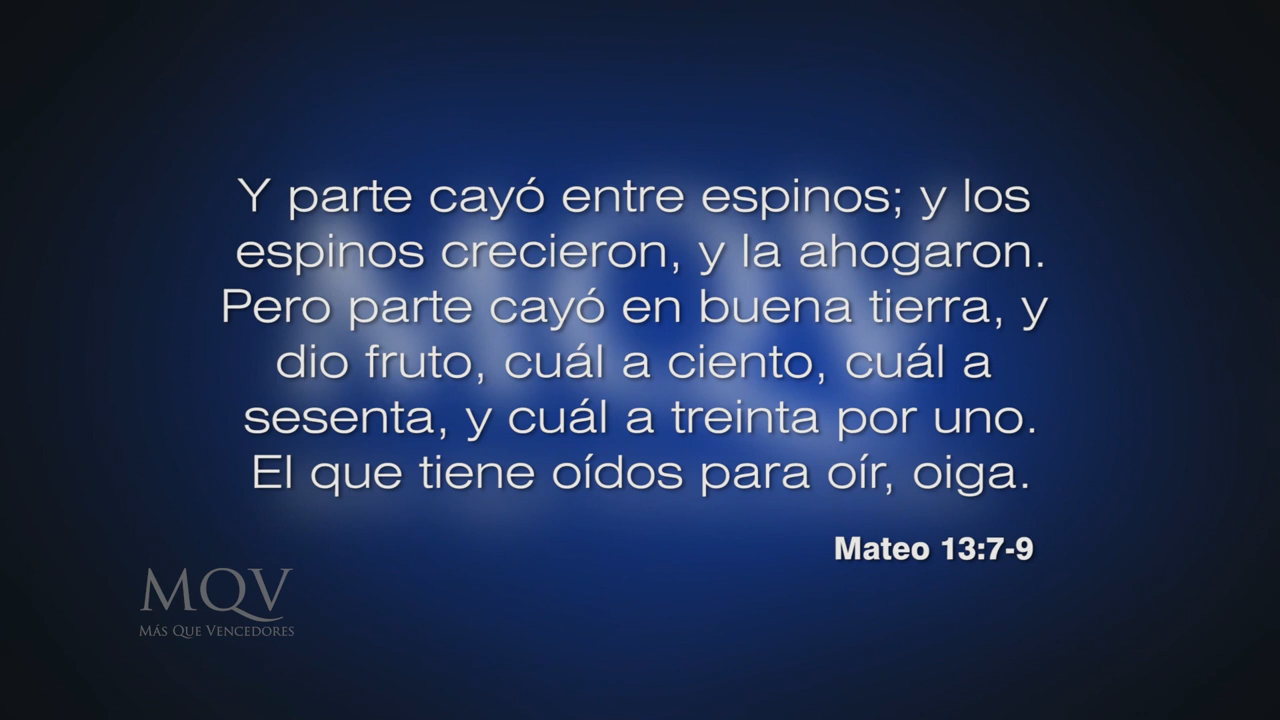 Y parte cayó entre espinos; y los
espinos crecieron, y la ahogaron.
Pero parte cayó en buena tierra, y
dio fruto, cuál a ciento, cuál a
sesenta, y cuál a treinta por uno.
El que tiene oídos para oír, oiga.
Mateo 13:7-9
MQV
MÁS QUE VENCEDORES